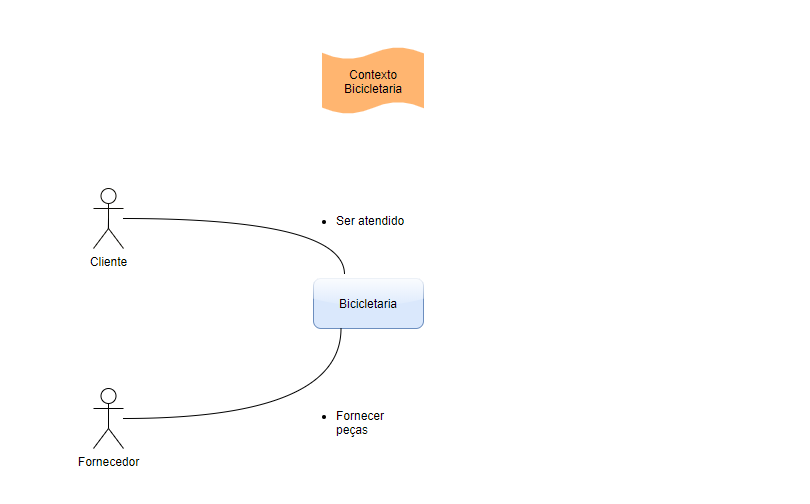 Contexto
Bicicletaria
Ser atendido
Cliente
Bicicletaria
Fornecer
peças
Fornecedor